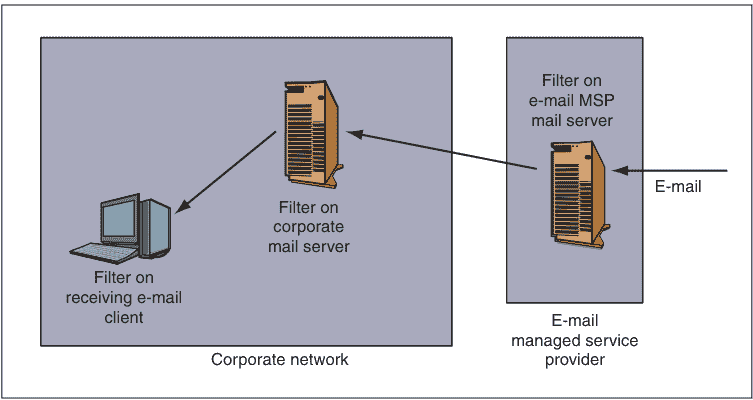 Filter on
e-mail MSP
mail server
E-mail
Filter on
corporate
mail server
Filter on
receiving e-mail
client
E-mail
managed service
provider
Corporate network